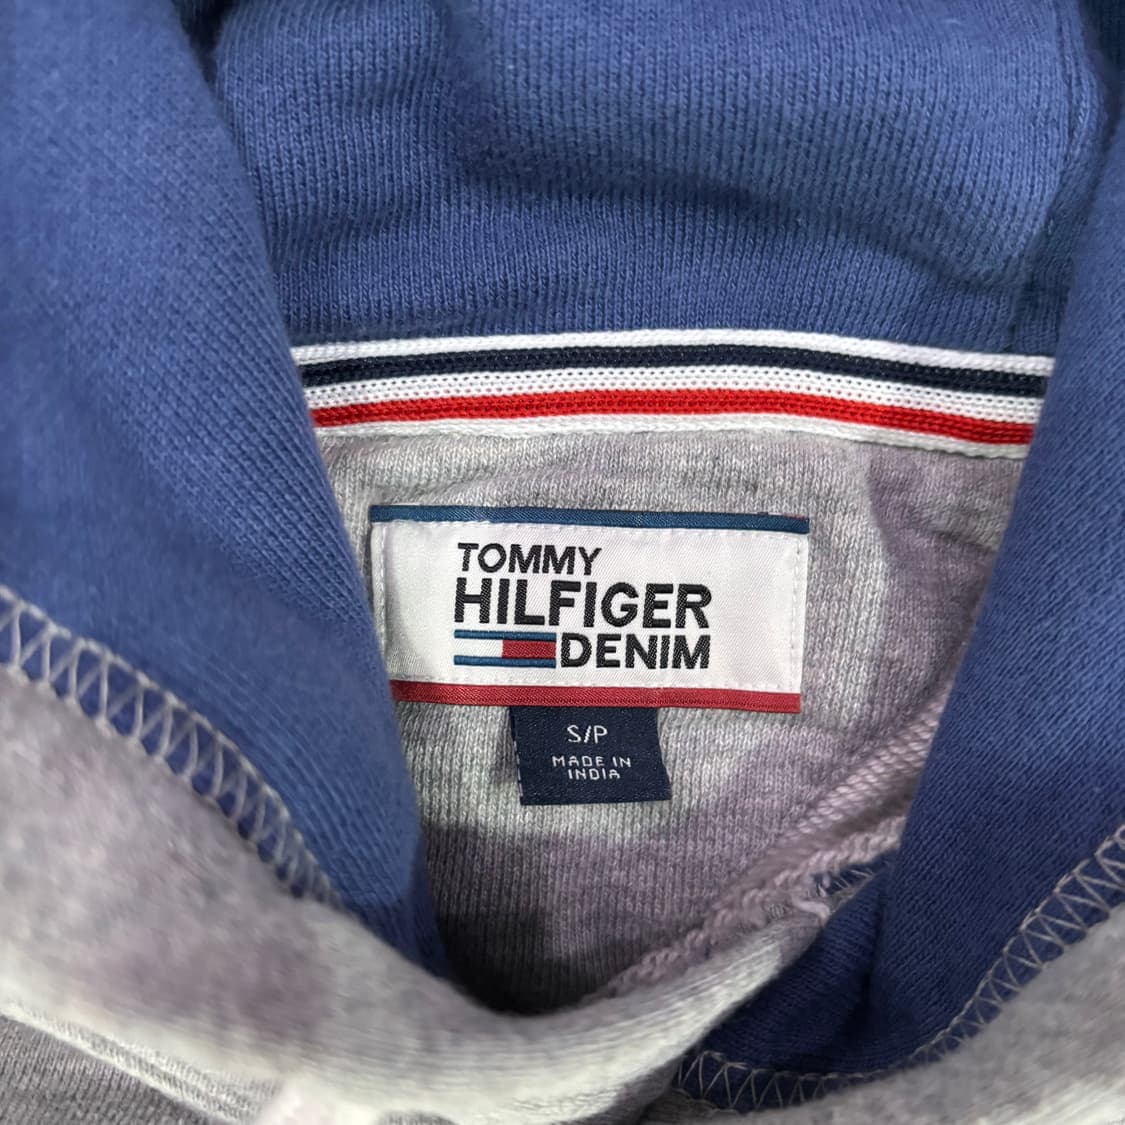 TOMMY
HILFIGER
DENIM
S/P
MADE IN
INDIA